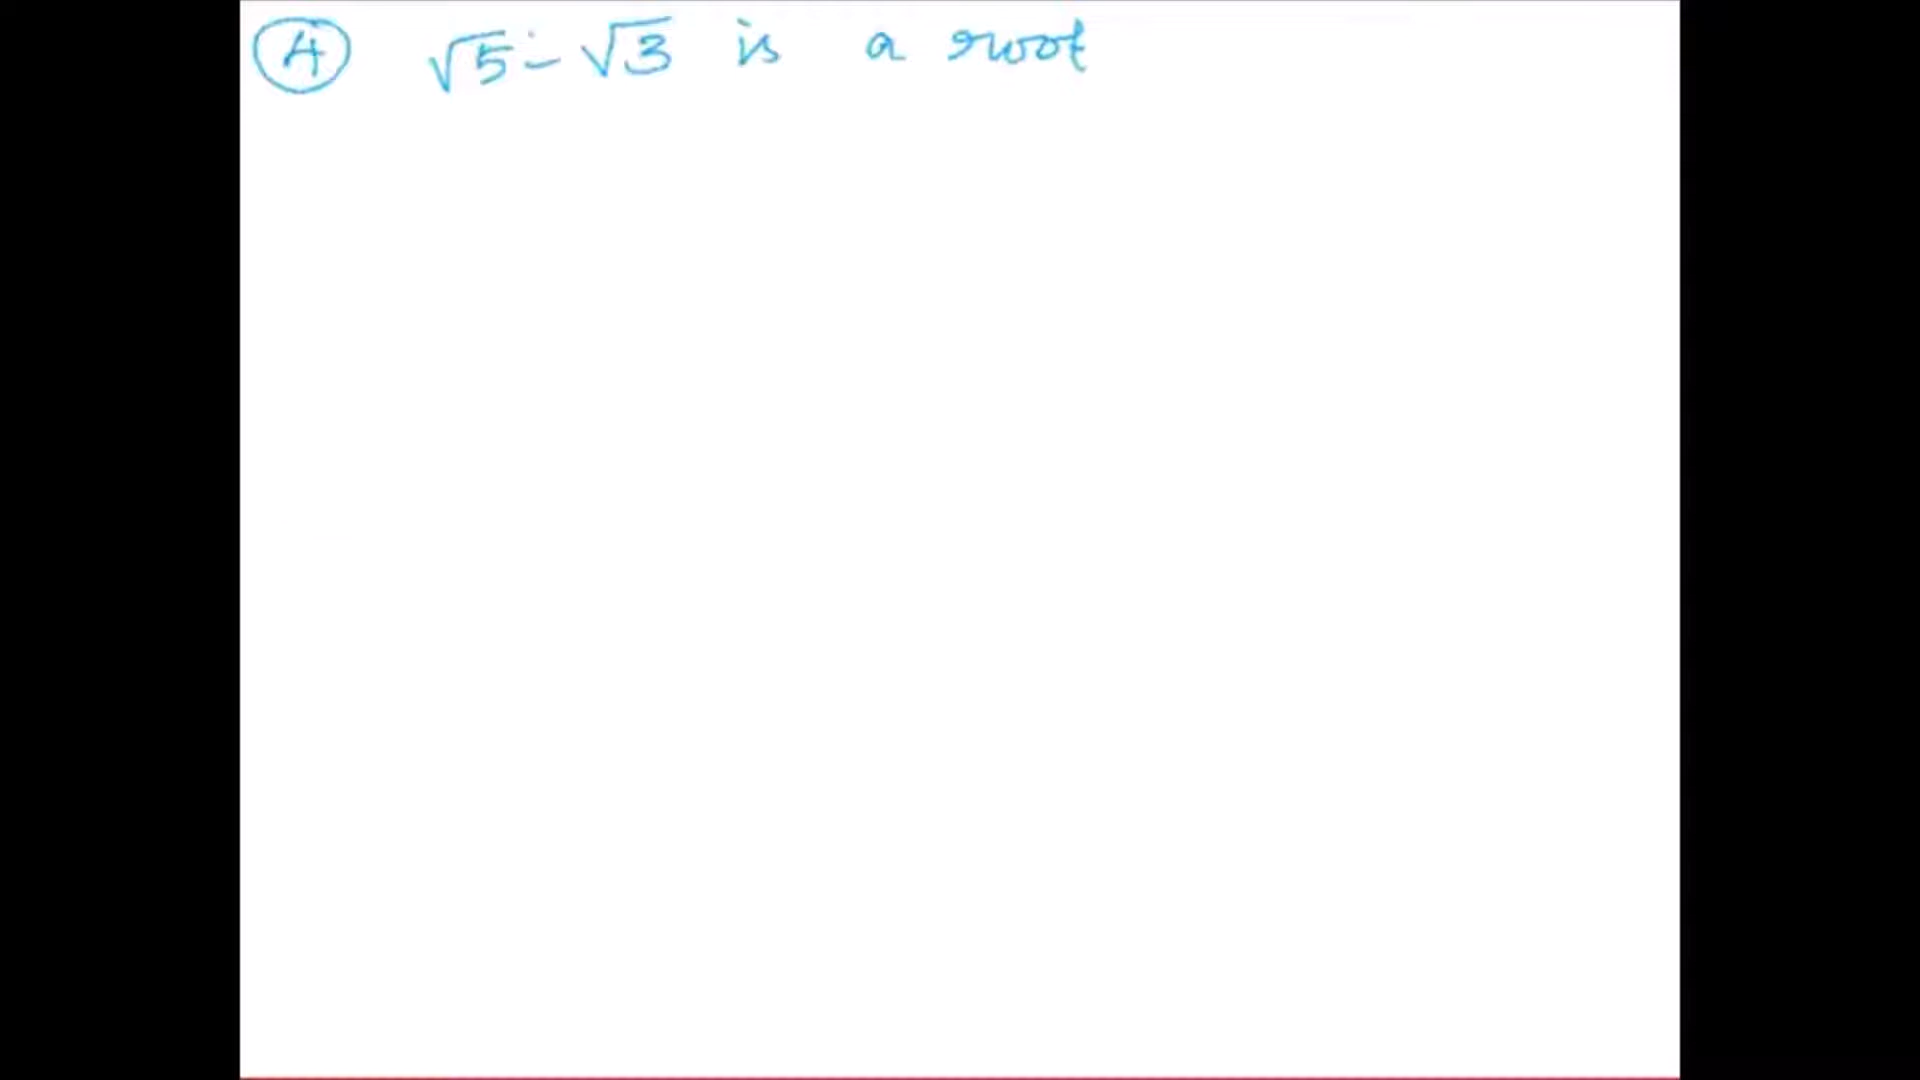 ④ √5 - √3 is a root